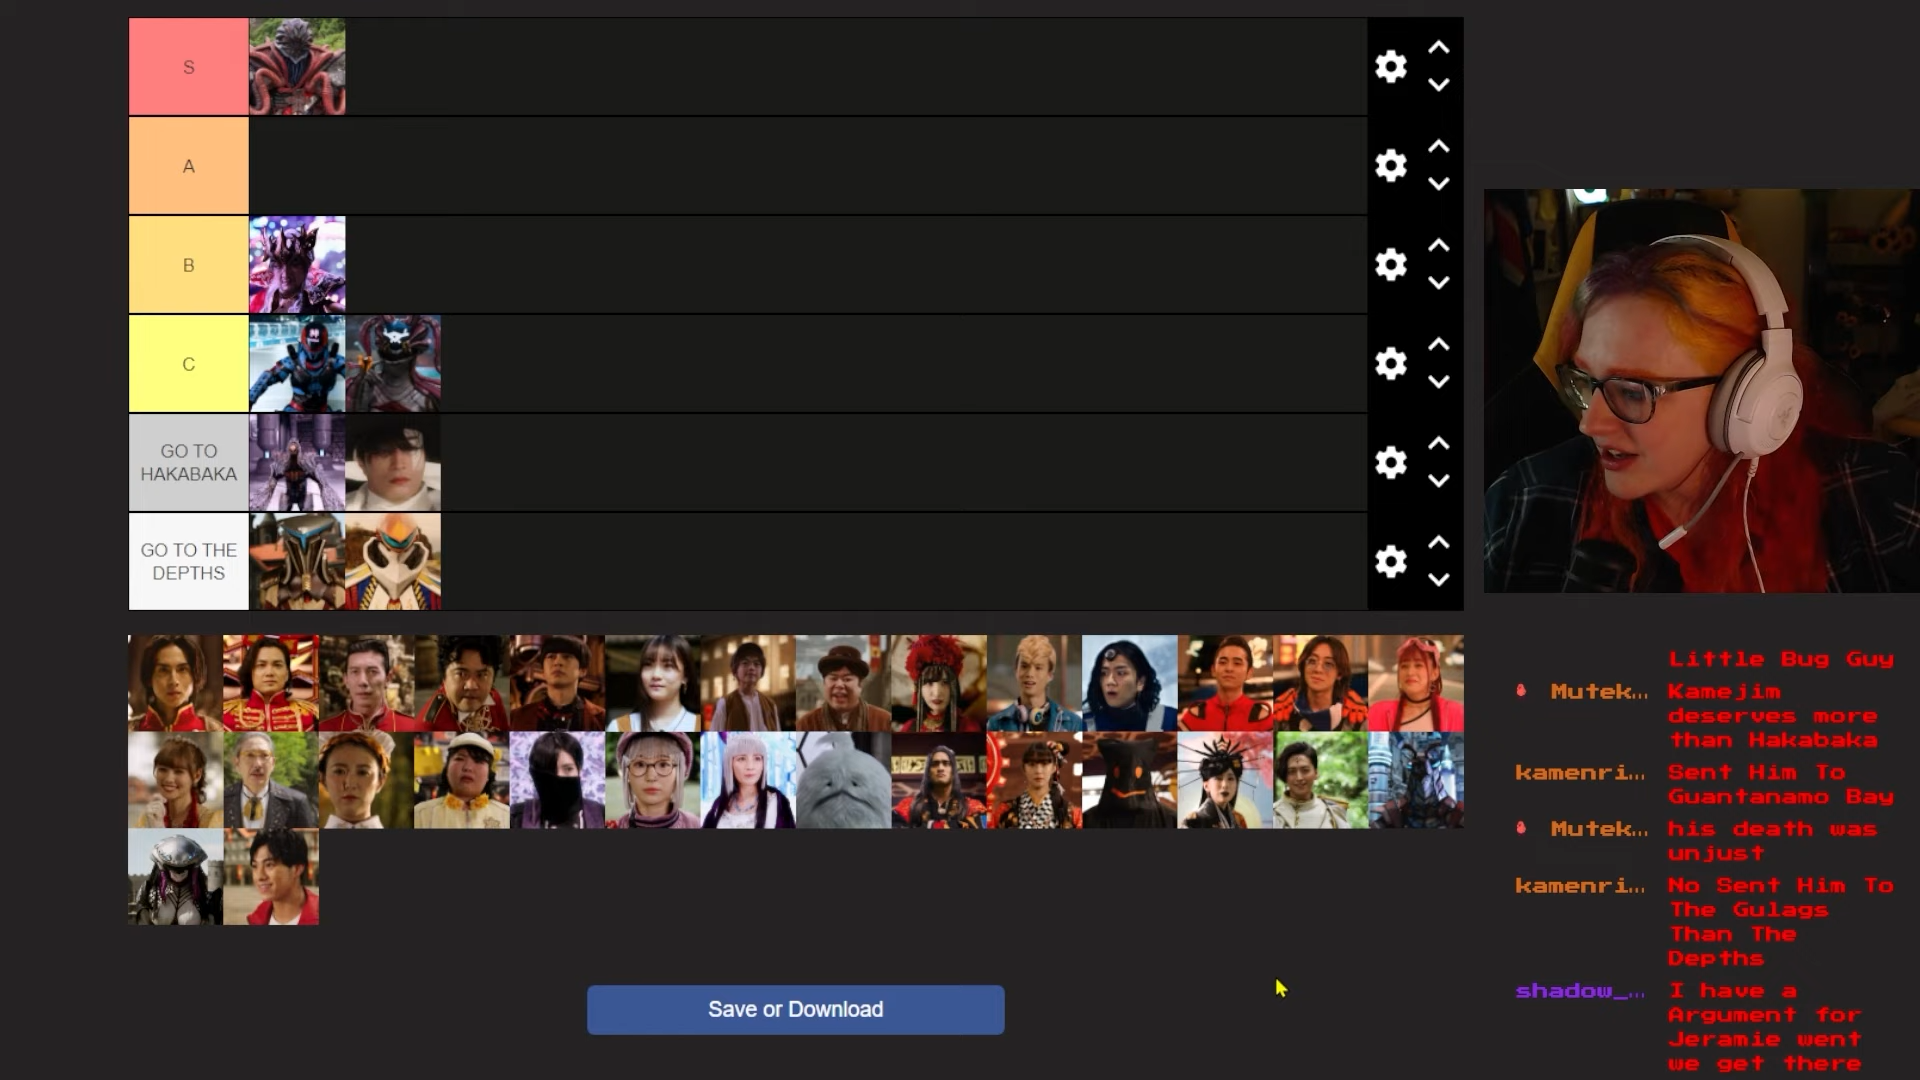 S
A
B
C
GO TO
HAKABAKA
GO TO THE
DEPTHS
Save or Download
Little Bug Guy
Mutek... Kamejim
deserves more
than Hakabaka
kamenri... Sent Him To
Guantanamo Bay
Mutek... his death was
unjust
kamenri... No Sent Him To
The Gulags
Than The
Depths
shadow_... I have a
Argument for
Jeramie went
we get there